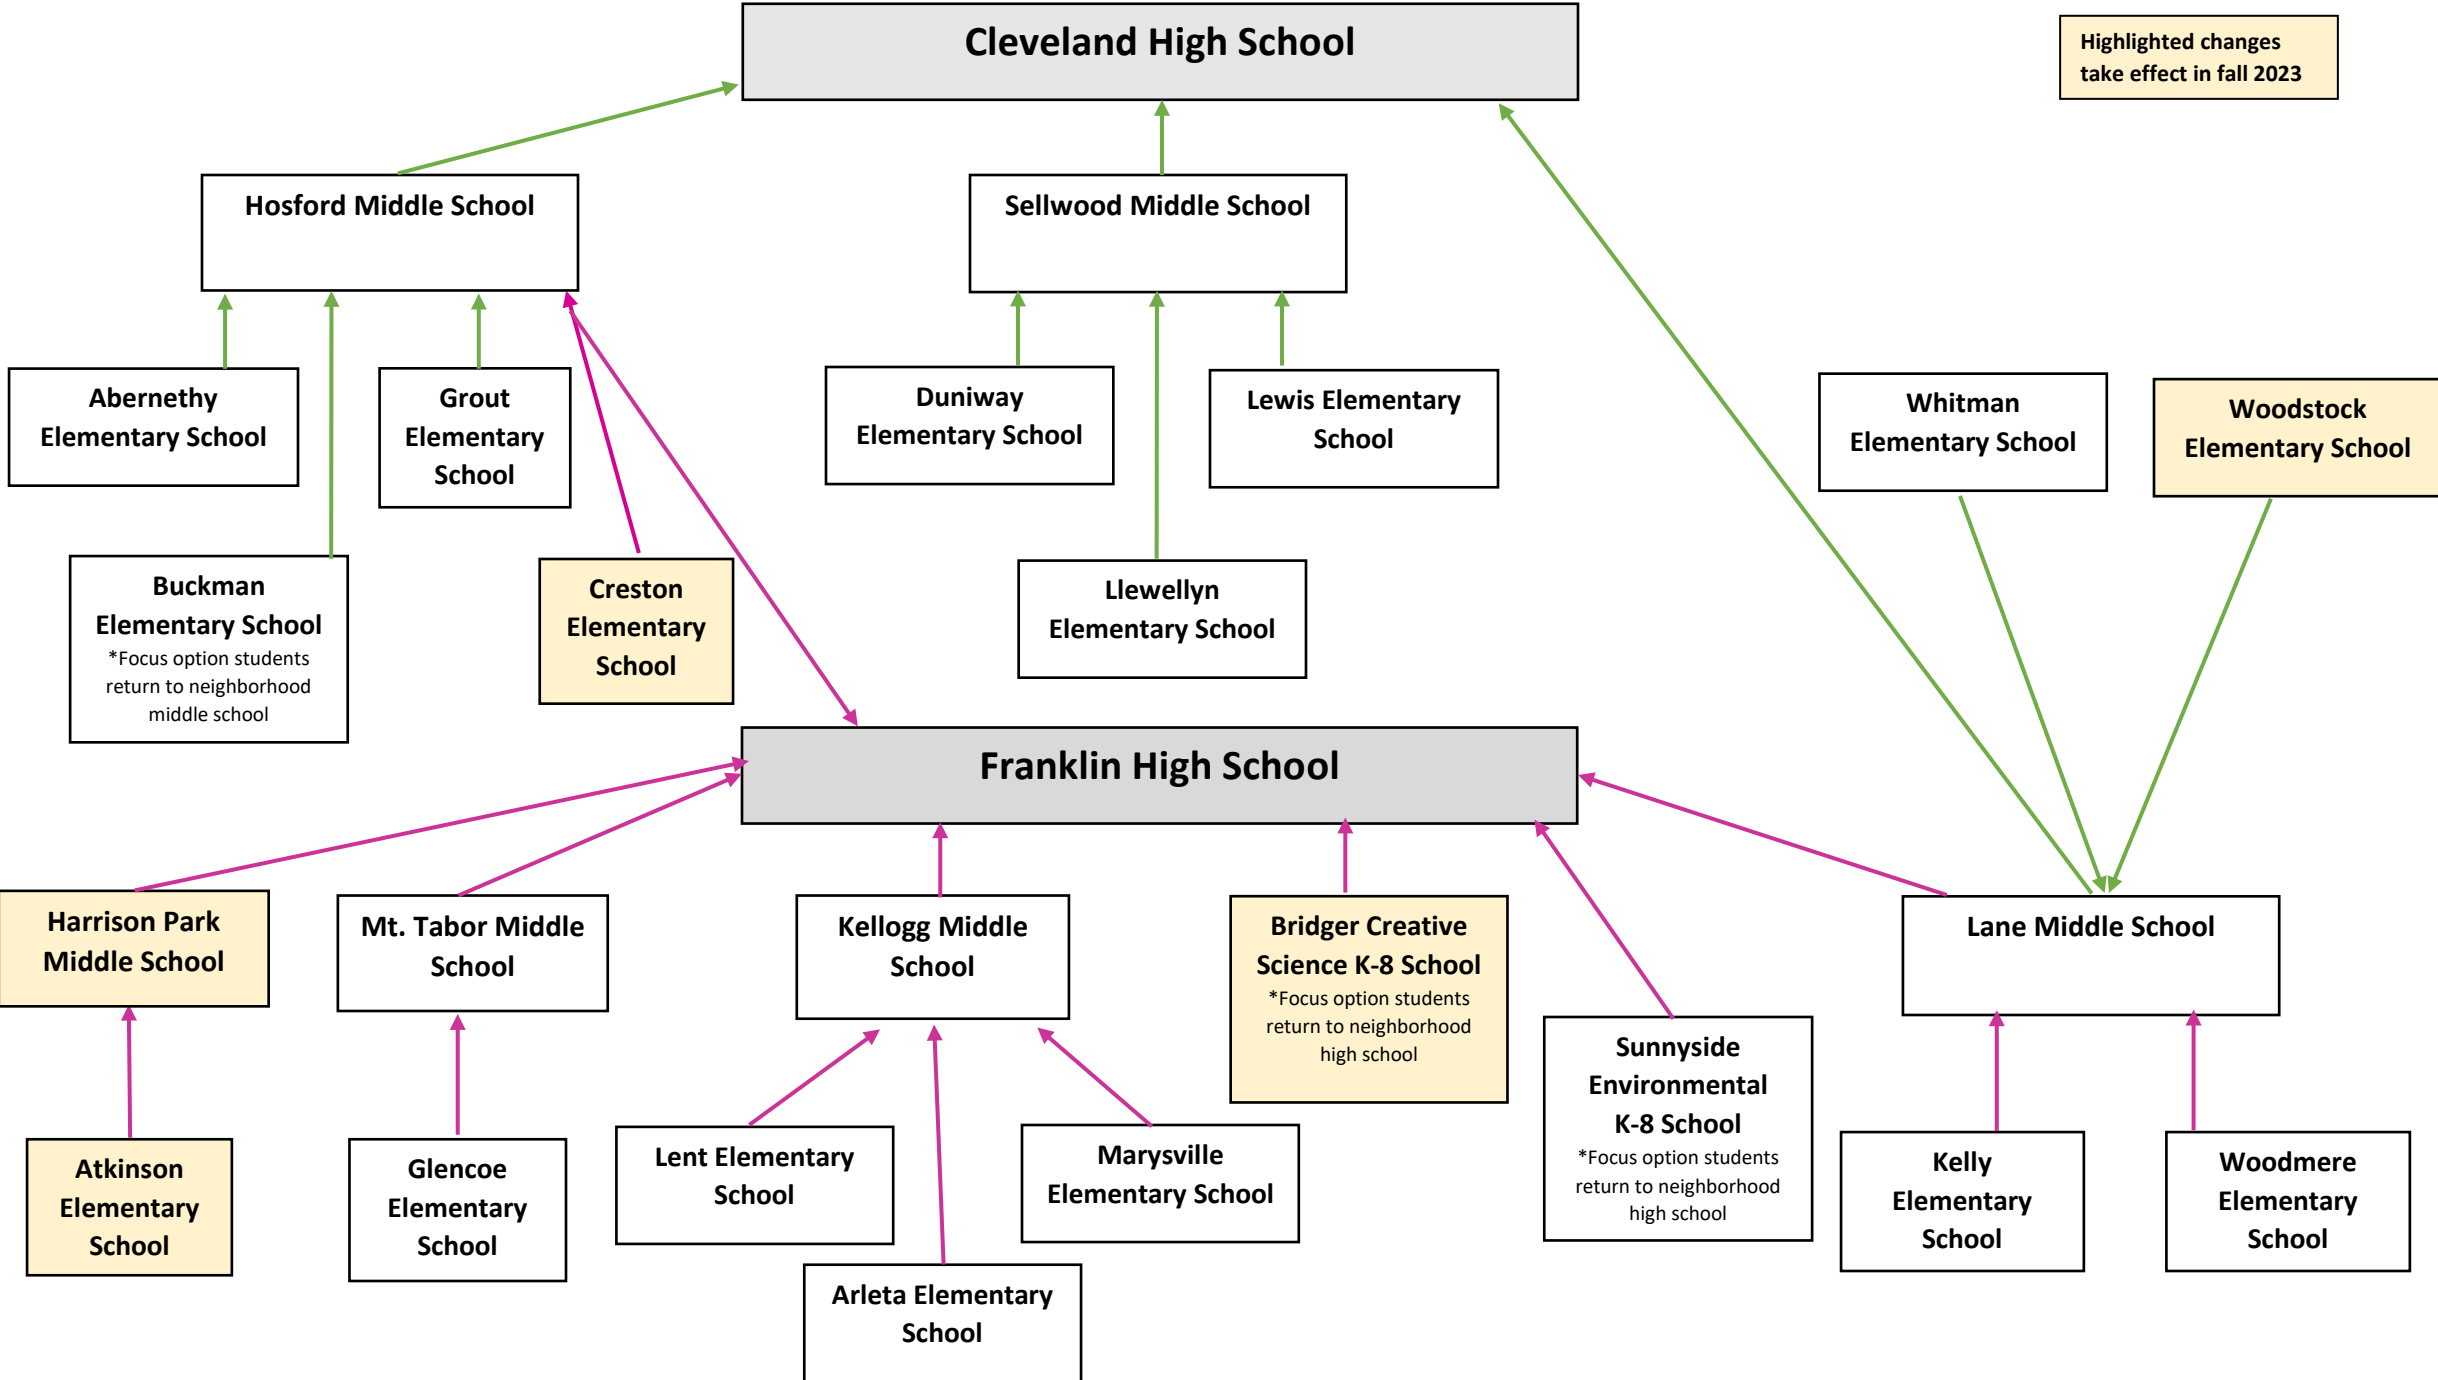 Cleveland High School
Highlighted changes
take effect in fall 2023
Hosford Middle School
Sellwood Middle School
Abernethy
Elementary School
Grout
Elementary
School
Duniway
Elementary School
Lewis Elementary
School
Whitman
Elementary School
Woodstock
Elementary School
Buckman
Elementary School
*Focus option students
return to neighborhood
middle school
Creston
Elementary
School
Llewellyn
Elementary School
Franklin High School
Harrison Park
Middle School
Mt. Tabor Middle
School
Kellogg Middle
School
Bridger Creative
Science K-8 School
*Focus option students
return to neighborhood
high school
Lane Middle School
Sunnyside
Environmental
K-8 School
*Focus option students
return to neighborhood
high school
Atkinson
Elementary
School
Glencoe
Elementary
School
Lent Elementary
School
Marysville
Elementary School
Kelly
Elementary
School
Woodmere
Elementary
School
Arleta Elementary
School